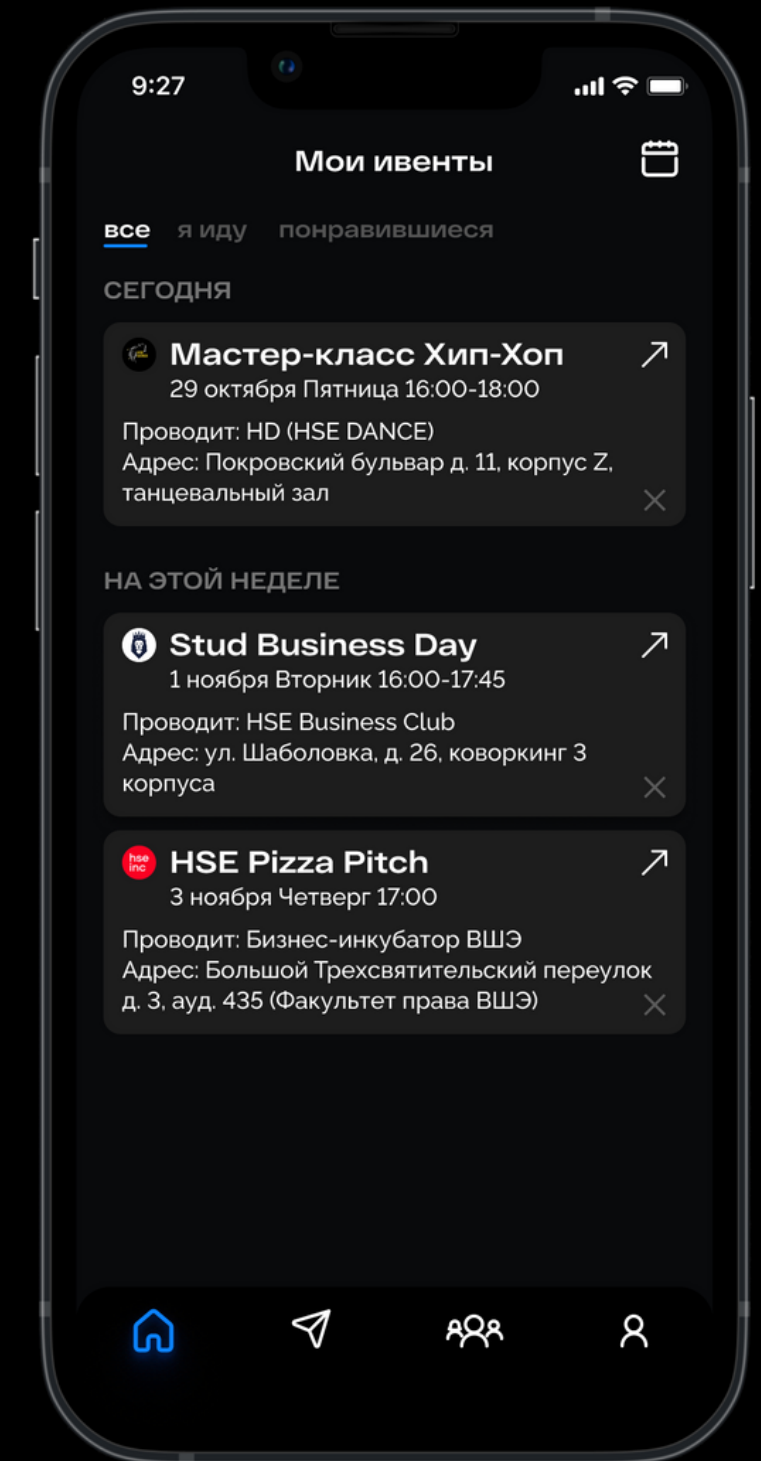 9:27
Мои ивенты
все я иду понравившиеся
СЕГОДНЯ
Мастер-класс Хип-Хоп
29 октября Пятница 16:00-18:00
Проводит: HD (HSE DANCE)
Адрес: Покровский бульвар д. 11, корпус Z,
танцевальный зал
НА ЭТОЙ НЕДЕЛЕ
Stud Business Day
1 ноября Вторник 16:00-17:45
Проводит: HSE Business Club
Адрес: ул. Шаболовка, д. 26, коворкинг 3
корпуса
hse
inc
HSE Pizza Pitch
3 ноября Четверг 17:00
Проводит: Бизнес-инкубатор ВШЭ
Адрес: Большой Трехсвятительский переулок
д. 3, ауд. 435 (Факультет права ВШЭ)